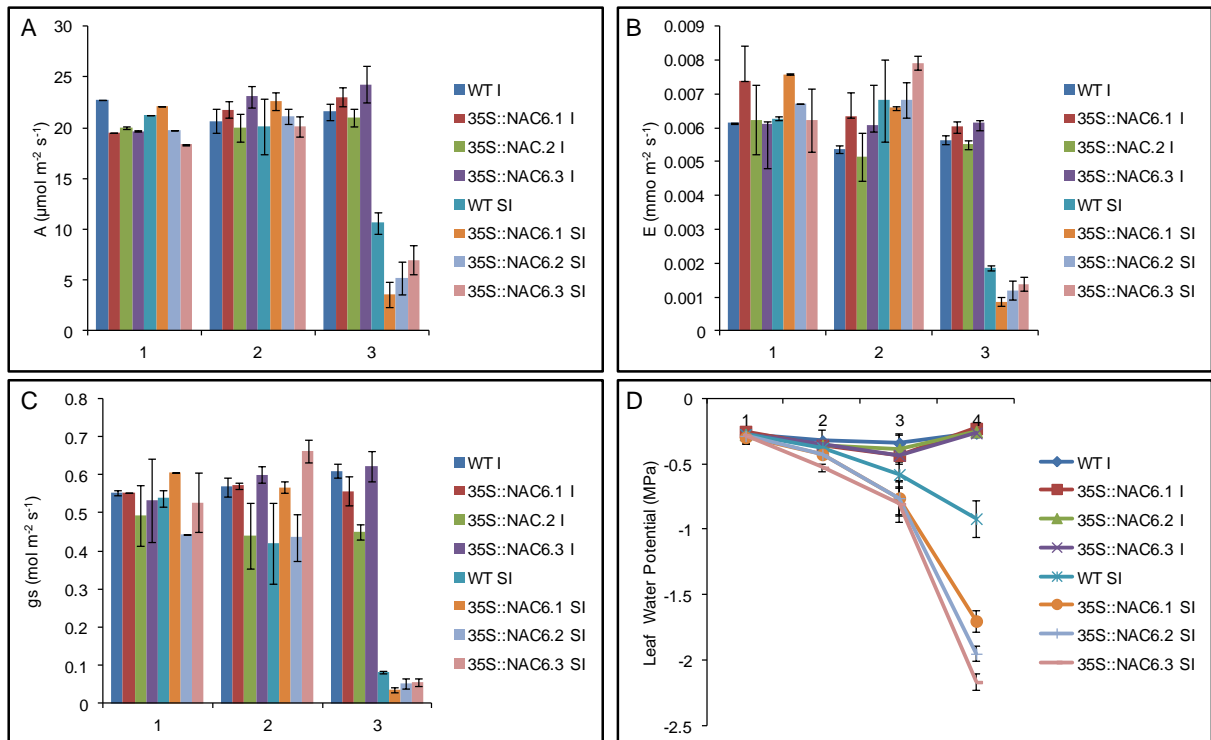 A
30
25
20
15
10
5
0
A (µmol m⁻² s⁻¹)
1 2 3
WT I
35S::NAC6.1 I
35S::NAC.2 I
35S::NAC6.3 I
WT SI
35S::NAC6.1 SI
35S::NAC6.2 SI
35S::NAC6.3 SI
B
0.009
0.008
0.007
0.006
0.005
0.004
0.003
0.002
0.001
0
E (mmo m⁻² s⁻¹)
1 2 3
WT I
35S::NAC6.1 I
35S::NAC.2 I
35S::NAC6.3 I
WT SI
35S::NAC6.1 SI
35S::NAC6.2 SI
35S::NAC6.3 SI
C
0.8
0.7
0.6
0.5
0.4
0.3
0.2
0.1
0
gs (mol m⁻² s⁻¹)
1 2 3
WT I
35S::NAC6.1 I
35S::NAC.2 I
35S::NAC6.3 I
WT SI
35S::NAC6.1 SI
35S::NAC6.2 SI
35S::NAC6.3 SI
D
0
-0.5
-1
-1.5
-2
-2.5
Leaf Water Potential (MPa)
1 2 3 4
WT I
35S::NAC6.1 I
35S::NAC6.2 I
35S::NAC6.3 I
WT SI
35S::NAC6.1 SI
35S::NAC6.2 SI
35S::NAC6.3 SI